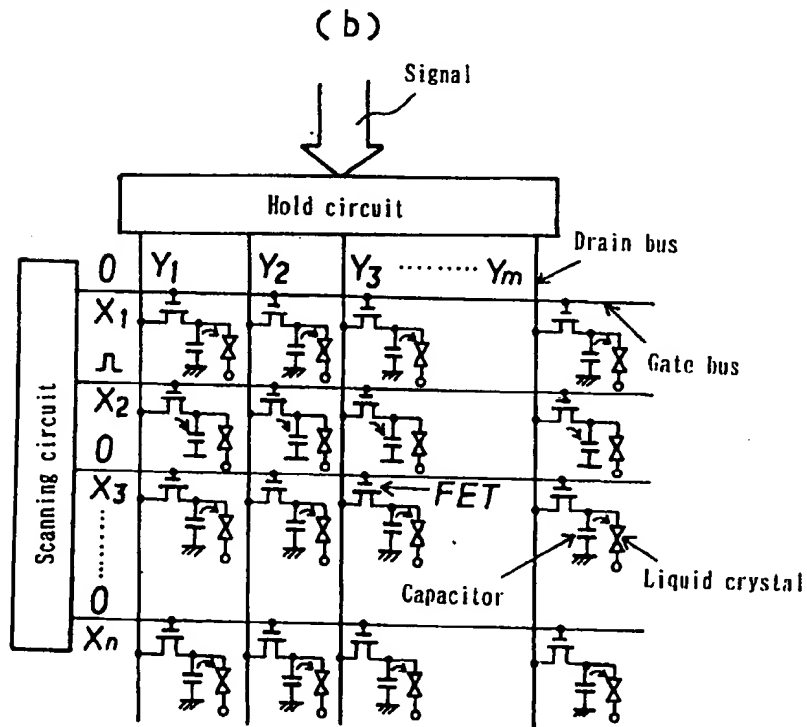 (b)
Signal
Hold circuit
Drain bus
Y1 Y2 Y3 ········· Ym
Scanning circuit
0
X1
Gate bus
X2
0
X3
FET
·······
Capacitor
Liquid crystal
0
Xn